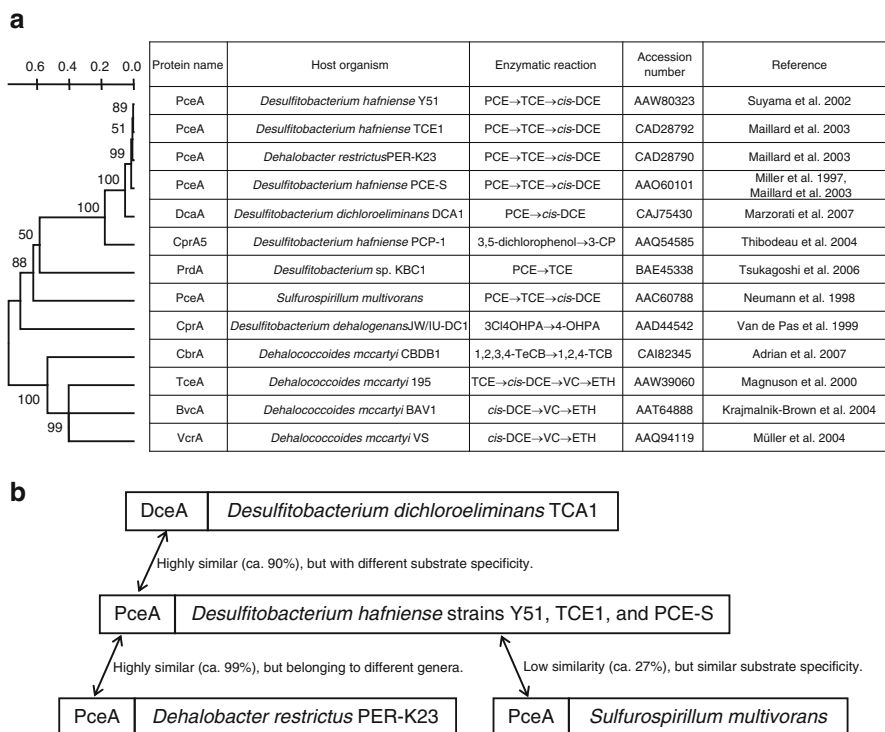 a
0.6 0.4 0.2 0.0
Protein name Host organism Enzymatic reaction Accession number Reference
89 PceA Desulfitobacterium hafniense Y51 PCE→TCE→cis-DCE AAW80323 Suyama et al. 2002
51 PceA Desulfitobacterium hafniense TCE1 PCE→TCE→cis-DCE CAD28792 Maillard et al. 2003
99 PceA Dehalobacter restrictusPER-K23 PCE→TCE→cis-DCE CAD28790 Maillard et al. 2003
100 PceA Desulfitobacterium hafniense PCE-S PCE→TCE→cis-DCE AAO60101 Miller et al. 1997, Maillard et al. 2003
100 DcaA Desulfitobacterium dichloroeliminans DCA1 PCE→cis-DCE CAJ75430 Marzorati et al. 2007
50 CprA5 Desulfitobacterium hafniense PCP-1 3,5-dichlorophenol→3-CP AAQ54585 Thibodeau et al. 2004
88 PrdA Desulfitobacterium sp. KBC1 PCE→TCE BAE45338 Tsukagoshi et al. 2006
PceA Sulfurospirillum multivorans PCE→TCE→cis-DCE AAC60788 Neumann et al. 1998
CprA Desulfitobacterium dehalogenansJW/IU-DC1 3Cl4OHPA→4-OHPA AAD44542 Van de Pas et al. 1999
CbrA Dehalococcoides mccartyi CBDB1 1,2,3,4-TeCB→1,2,4-TCB CAI82345 Adrian et al. 2007
100 TceA Dehalococcoides mccartyi 195 TCE→cis-DCE→VC→ETH AAW39060 Magnuson et al. 2000
99 BvcA Dehalococcoides mccartyi BAV1 cis-DCE→VC→ETH AAT64888 Krajmalnik-Brown et al. 2004
VcrA Dehalococcoides mccartyi VS cis-DCE→VC→ETH AAQ94119 Müller et al. 2004
b
DceA Desulfitobacterium dichloroeliminans TCA1
Highly similar (ca. 90%), but with different substrate specificity.
PceA Desulfitobacterium hafniense strains Y51, TCE1, and PCE-S
Highly similar (ca. 99%), but belonging to different genera.
Low similarity (ca. 27%), but similar substrate specificity.
PceA Dehalobacter restrictus PER-K23
PceA Sulfurospirillum multivorans